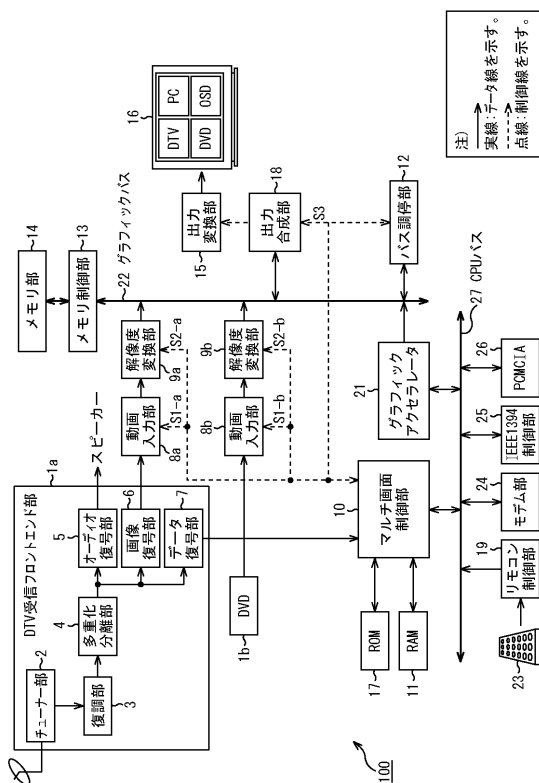 DTV受信フロントエンド部
1a
2
チューナー部
復調部
3
4
多重化
分離部
5
オーディオ
復号部
スピーカー
6
画像
復号部
7
データ
復号部
DVD
1b
動画
入力部
8a
S1-a
解像度
変換部
9a
S2-a
動画
入力部
8b
S1-b
解像度
変換部
9b
S2-b
メモリ部
14
メモリ制御部
13
22 グラフィックバス
出力
変換部
15
16
DTV
PC
DVD
OSD
出力
合成部
18
S3
バス調停部
12
10
マルチ画面
制御部
ROM
17
RAM
11
21
グラフィック
アクセラレータ
27 CPUバス
19
リモコン
制御部
23
24
モデム部
25
IEEE1394
制御部
26
PCMCIA
100
注)
実線:データ線を示す。
点線:制御線を示す。